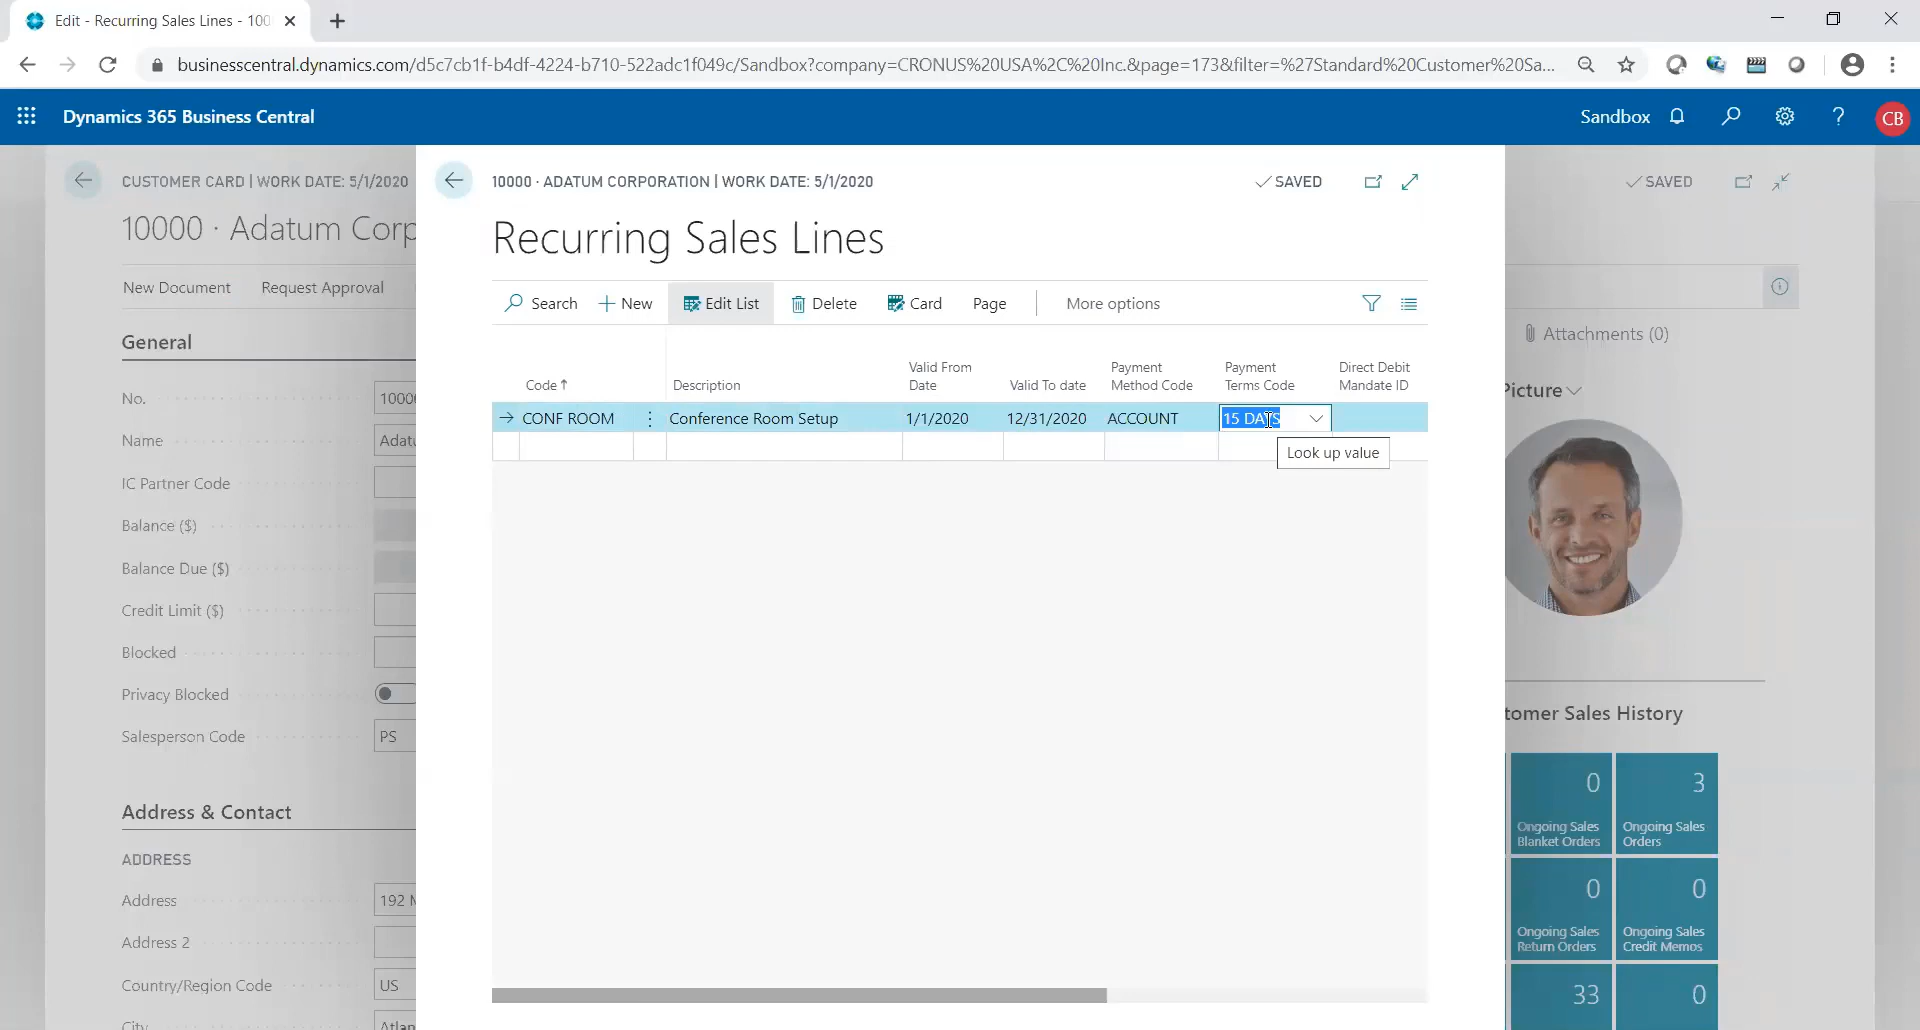 Edit - Recurring Sales Lines - 100
businesscentral.dynamics.com/d5c7cb1f-b4df-4224-b710-522adc1f049c/Sandbox?company=CRONUS%20USA%2C%20Inc.&page=173&filter=%27Standard%20Customer%20Sa...
Dynamics 365 Business Central
Sandbox
?
CB
CUSTOMER CARD | WORK DATE: 5/1/2020
10000 · ADATUM CORPORATION | WORK DATE: 5/1/2020
SAVED
SAVED
10000 · Adatum Corp
Recurring Sales Lines
New Document Request Approval
Search New Edit List Delete Card Page More options
Attachments (0)
General
Code Description Valid From Date Valid To date Payment Method Code Payment Terms Code Direct Debit Mandate ID
CONF ROOM Conference Room Setup 1/1/2020 12/31/2020 ACCOUNT 15 DAYS
Look up value
No. 1000
Name Adatu
IC Partner Code
Balance ($)
Balance Due ($)
Credit Limit ($)
Blocked
Privacy Blocked
Salesperson Code PS
Address & Contact
ADDRESS
Address 192 M
Address 2
Country/Region Code US
City Atlan
Picture
tomer Sales History
0
Ongoing Sales
Blanket Orders
3
Ongoing Sales
Orders
0
Ongoing Sales
Return Orders
0
Ongoing Sales
Credit Memos
33
0